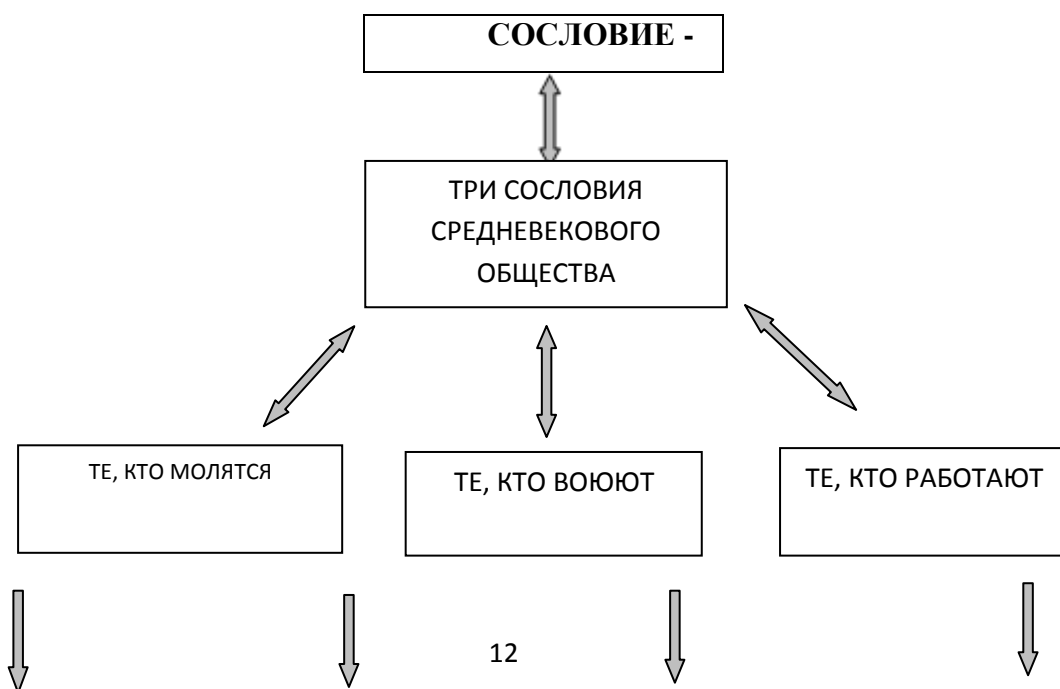 СОСЛОВИЕ -
ТРИ СОСЛОВИЯ
СРЕДНЕВЕКОВОГО
ОБЩЕСТВА
ТЕ, КТО МОЛЯТСЯ
ТЕ, КТО ВОЮЮТ
ТЕ, КТО РАБОТАЮТ
12